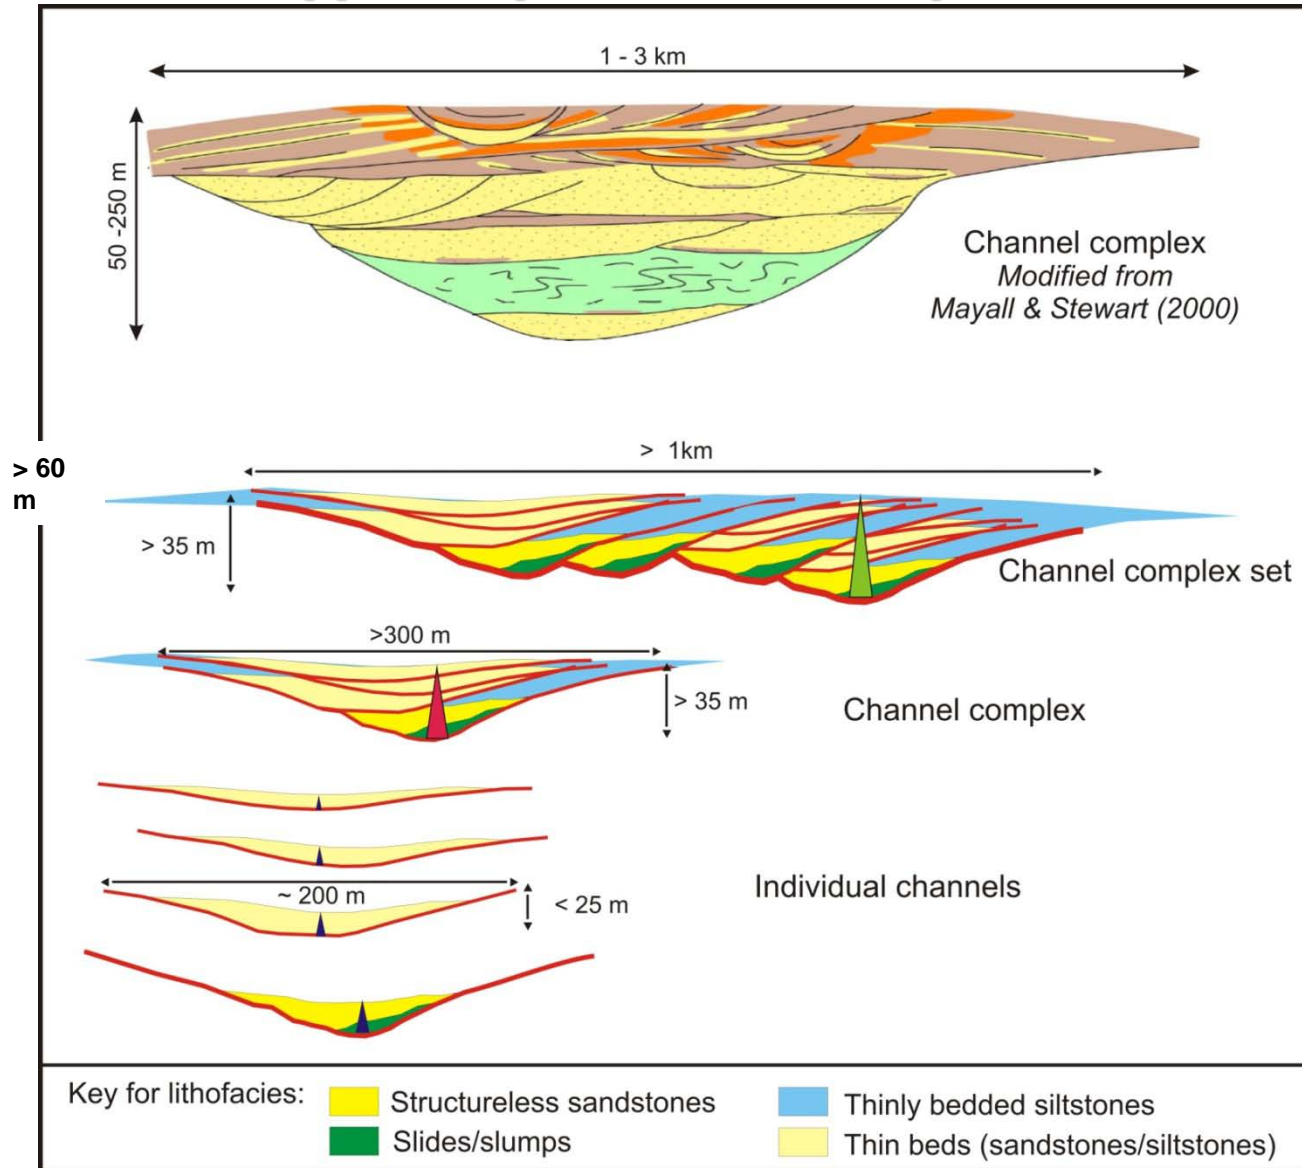 1 - 3 km
50 -250 m
Channel complex
Modified from
Mayall & Stewart (2000)
> 60
m
> 1km
> 35 m
Channel complex set
>300 m
> 35 m
Channel complex
~ 200 m
< 25 m
Individual channels
Key for lithofacies:
Structureless sandstones
Thinly bedded siltstones
Slides/slumps
Thin beds (sandstones/siltstones)